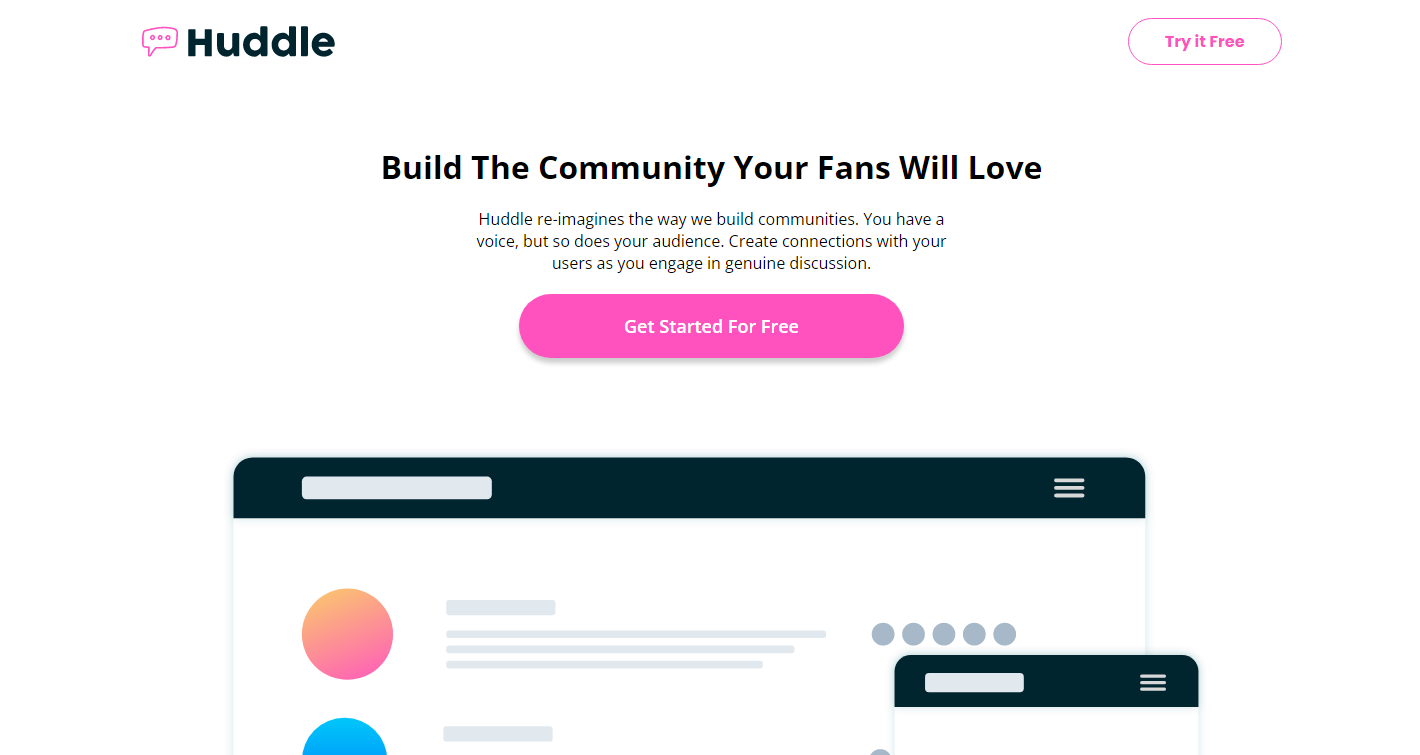 Huddle
Try it Free
Build The Community Your Fans Will Love
Huddle re-imagines the way we build communities. You have a
voice, but so does your audience. Create connections with your
users as you engage in genuine discussion.
Get Started For Free